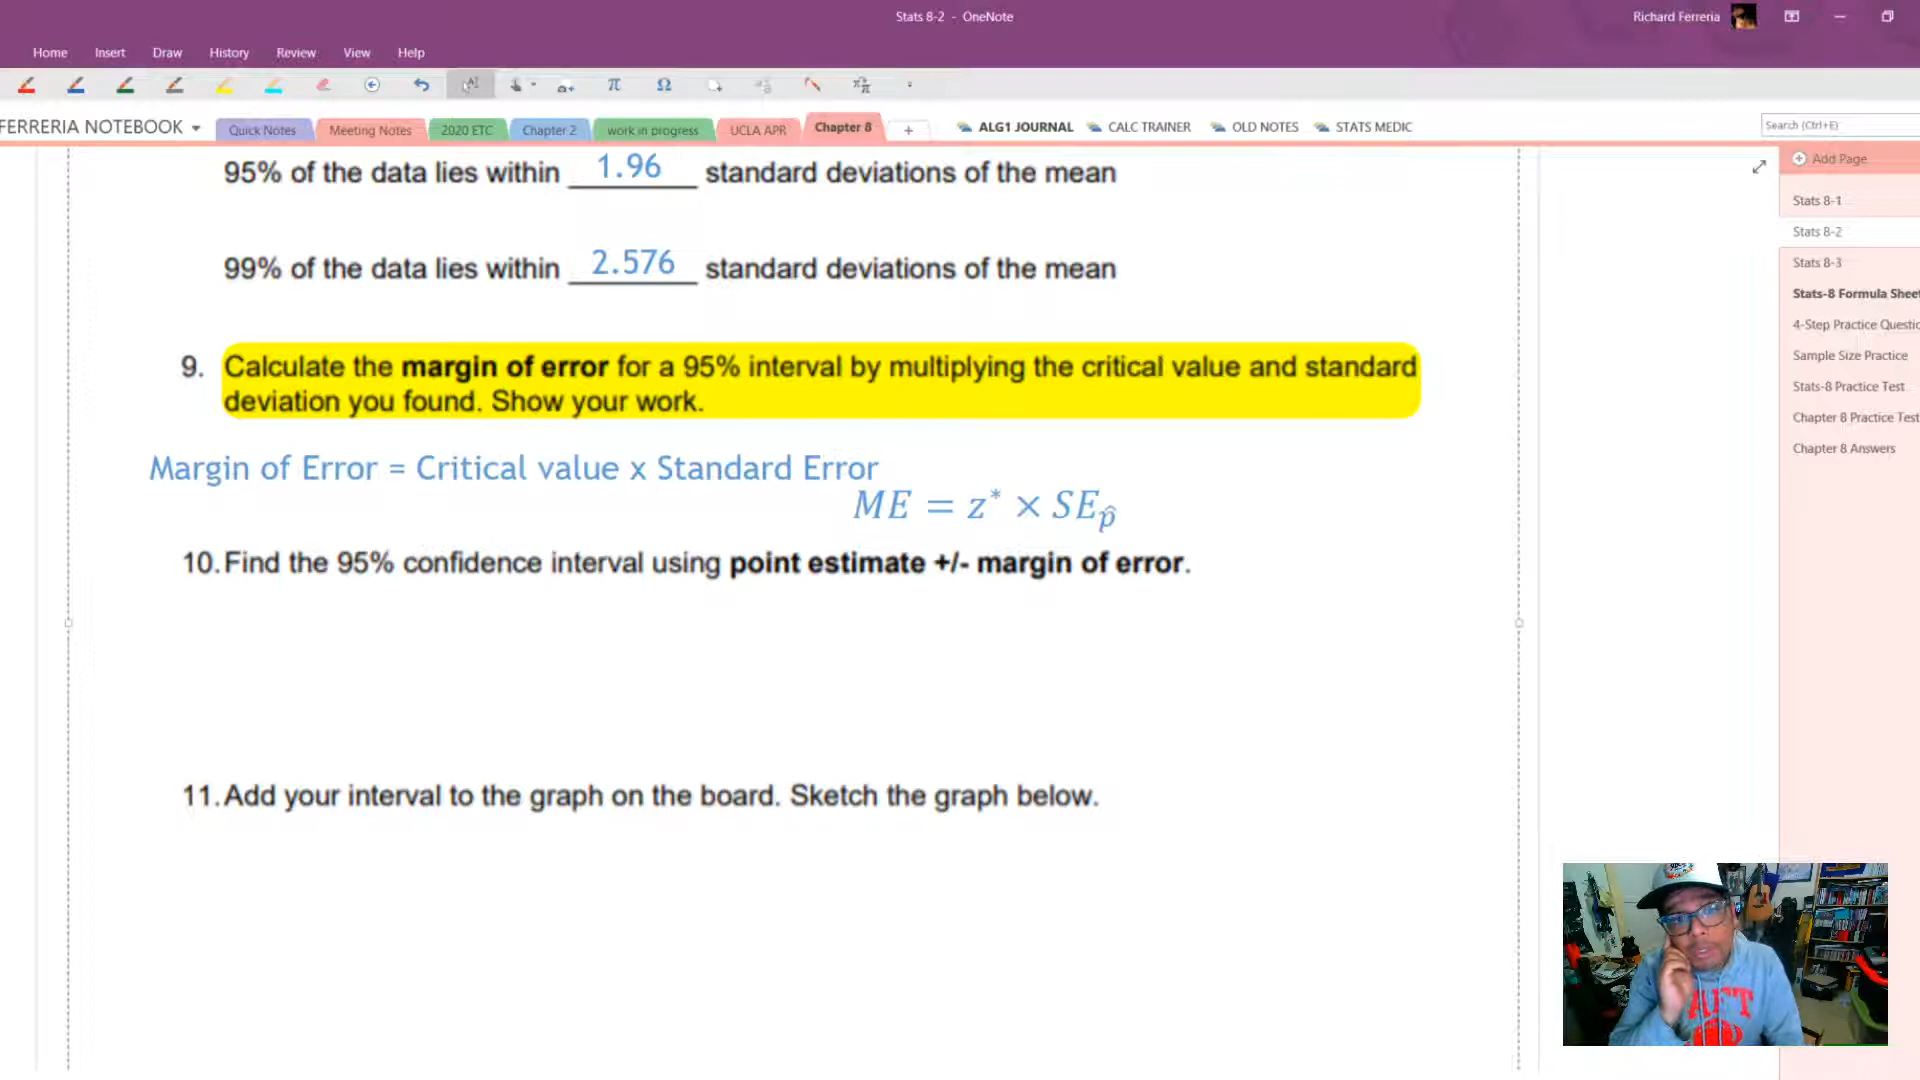 Stats 8-2 - OneNote
Richard Ferreria
Home Insert Draw History Review View Help
FERRERIA NOTEBOOK
Quick Notes Meeting Notes 2020 ETC Chapter 2 work in progress UCLA APR Chapter 8 +
ALG1 JOURNAL CALC TRAINER OLD NOTES STATS MEDIC
Search (Ctrl+E)
Add Page
Stats 8-1
Stats 8-2
Stats 8-3
Stats-8 Formula Sheet
4-Step Practice Questio
Sample Size Practice
Stats-8 Practice Test
Chapter 8 Practice Test
Chapter 8 Answers
95% of the data lies within 1.96 standard deviations of the mean
99% of the data lies within 2.576 standard deviations of the mean
9. Calculate the margin of error for a 95% interval by multiplying the critical value and standard
deviation you found. Show your work.
Margin of Error = Critical value x Standard Error
ME = z* × SE_p̂
10. Find the 95% confidence interval using point estimate +/- margin of error.
11. Add your interval to the graph on the board. Sketch the graph below.